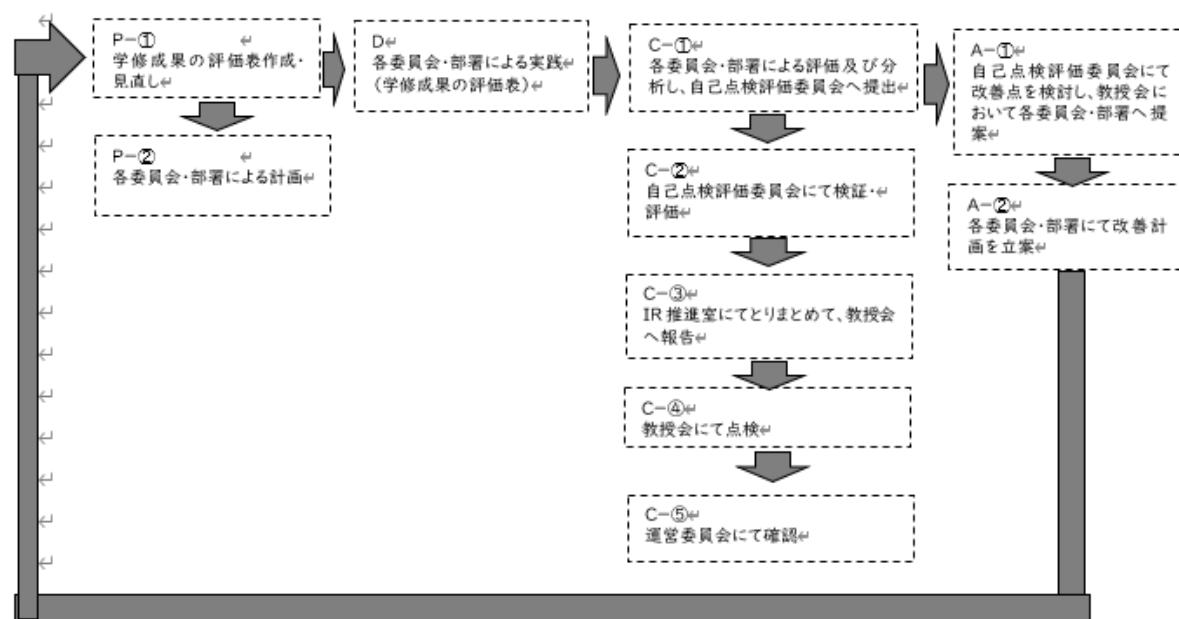 P-①
学修成果の評価表作成・
見直し
P-②
各委員会・部署による計画
D
各委員会・部署による実践
(学修成果の評価表)
C-①
各委員会・部署による評価及び分
析し、自己点検評価委員会へ提出
C-②
自己点検評価委員会にて検証・
評価
C-③
IR推進室にてとりまとめて、教授会
へ報告
C-④
教授会にて点検
C-⑤
運営委員会にて確認
A-①
自己点検評価委員会にて
改善点を検討し、教授会に
おいて各委員会・部署へ提
案
A-②
各委員会・部署にて改善計
画を立案